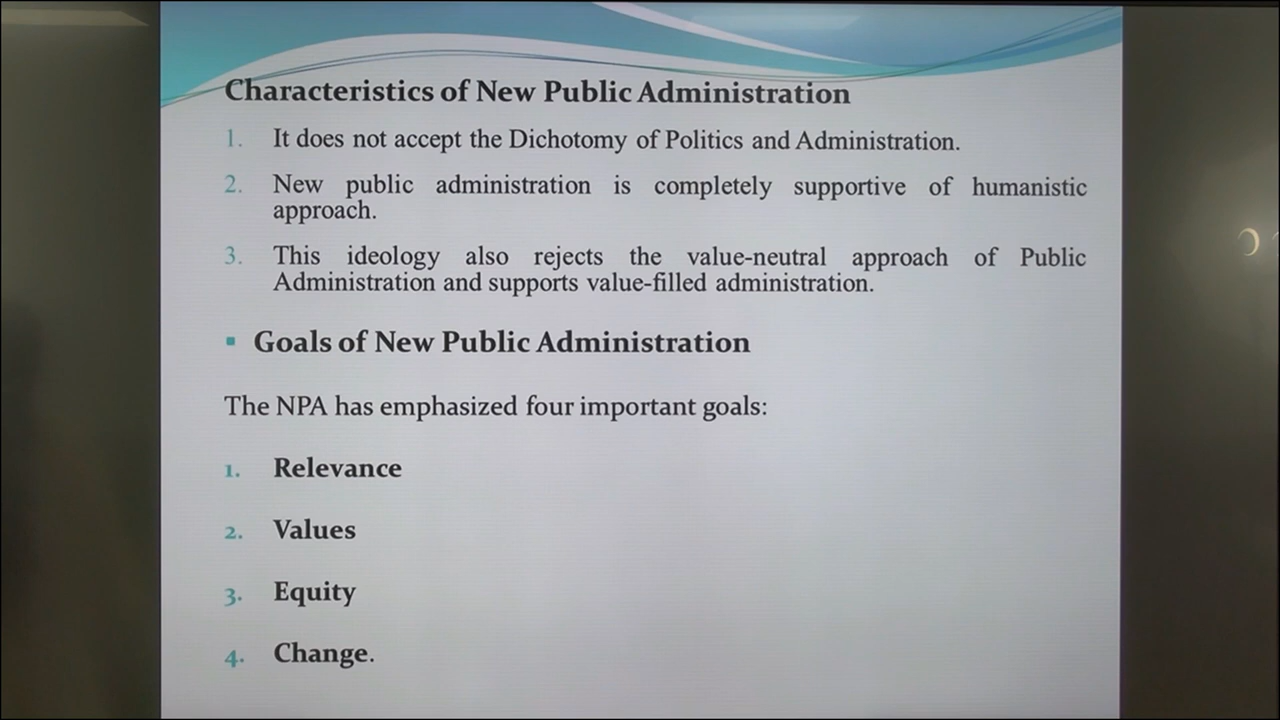 Characteristics of New Public Administration
1. It does not accept the Dichotomy of Politics and Administration.
2. New public administration is completely supportive of humanistic
approach.
3. This ideology also rejects the value-neutral approach of Public
Administration and supports value-filled administration.
▪ Goals of New Public Administration
The NPA has emphasized four important goals:
1. Relevance
2. Values
3. Equity
4. Change.